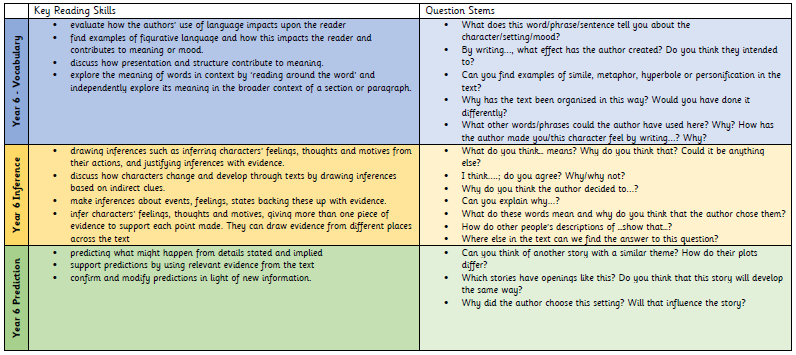 Key Reading Skills
Question Stems
Year 6 - Vocabulary
• evaluate how the authors' use of language impacts upon the reader
• find examples of figurative language and how this impacts the reader and
contributes to meaning or mood.
• discuss how presentation and structure contribute to meaning.
• explore the meaning of words in context by 'reading around the word' and
independently explore its meaning in the broader context of a section or paragraph.
• What does this word/phrase/sentence tell you about the
character/setting/mood?
• By writing..., what effect has the author created? Do you think they intended
to?
• Can you find examples of simile, metaphor, hyperbole or personification in the
text?
• Why has the text been organised in this way? Would you have done it
differently?
• What other words/phrases could the author have used here? Why? How has
the author made you/this character feel by writing...? Why?
Year 6 Inference
• drawing inferences such as inferring characters' feelings, thoughts and motives from
their actions, and justifying inferences with evidence.
• discuss how characters change and develop through texts by drawing inferences
based on indirect clues.
• make inferences about events, feelings, states backing these up with evidence.
• infer characters' feelings, thoughts and motives, giving more than one piece of
evidence to support each point made. They can draw evidence from different places
across the text
• What do you think.. means? Why do you think that? Could it be anything
else?
• I think....; do you agree? Why/why not?
• Why do you think the author decided to...?
• Can you explain why...?
• What do these words mean and why do you think that the author chose them?
• How do other people's descriptions of ..show that..?
• Where else in the text can we find the answer to this question?
Year 6 Prediction
• predicting what might happen from details stated and implied
• support predictions by using relevant evidence from the text
• confirm and modify predictions in light of new information.
• Can you think of another story with a similar theme? How do their plots
differ?
• Which stories have openings like this? Do you think that this story will develop
the same way?
• Why did the author choose this setting? Will that influence the story?